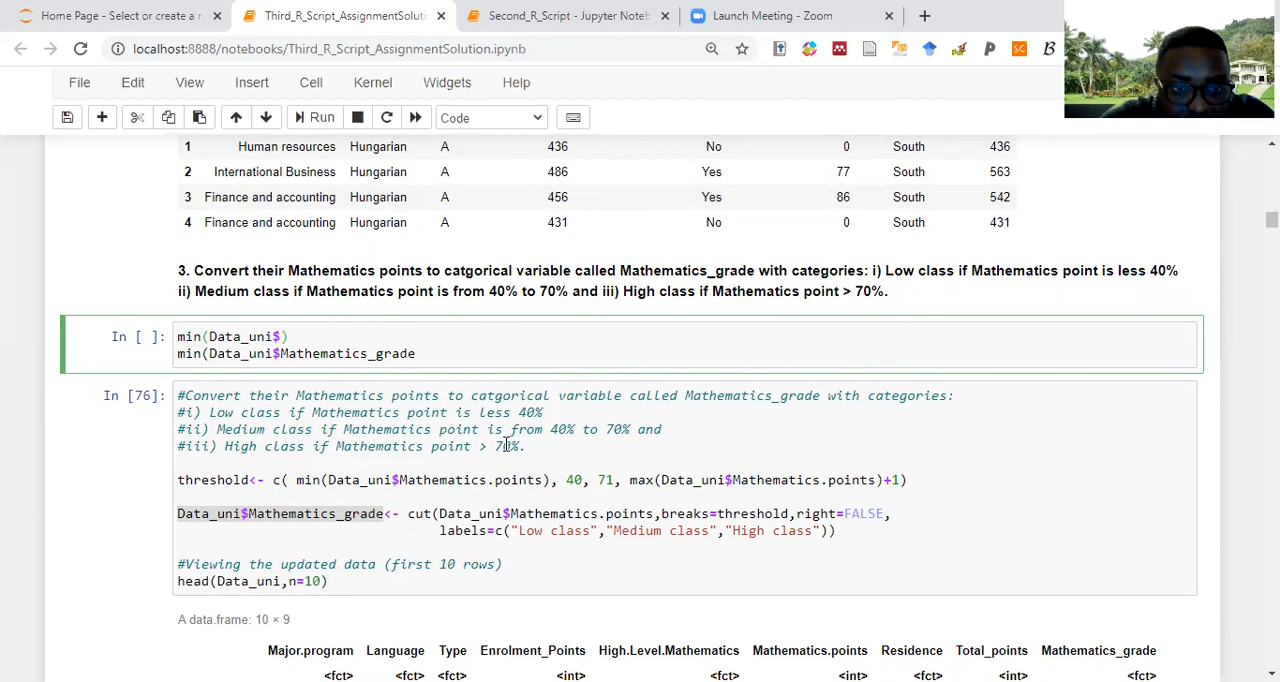 Home Page - Select or create a r
Third_R_Script_AssignmentSoluti
Second_R_Script - Jupyter Noteb
Launch Meeting - Zoom
localhost:8888/notebooks/Third_R_Script_AssignmentSolution.ipynb
SC
File Edit View Insert Cell Kernel Widgets Help
Run Code
1 Human resources Hungarian A 436 No 0 South 436
2 International Business Hungarian A 486 Yes 77 South 563
3 Finance and accounting Hungarian A 456 Yes 86 South 542
4 Finance and accounting Hungarian A 431 No 0 South 431
3. Convert their Mathematics points to catgorical variable called Mathematics_grade with categories: i) Low class if Mathematics point is less 40%
ii) Medium class if Mathematics point is from 40% to 70% and iii) High class if Mathematics point > 70%.
In [ ]: min(Data_uni$)
min(Data_uni$Mathematics_grade
In [76]: #Convert their Mathematics points to catgorical variable called Mathematics_grade with categories:
#i) Low class if Mathematics point is less 40%
#ii) Medium class if Mathematics point is from 40% to 70% and
#iii) High class if Mathematics point > 70%.
threshold<- c( min(Data_uni$Mathematics.points), 40, 71, max(Data_uni$Mathematics.points)+1)
Data_uni$Mathematics_grade<- cut(Data_uni$Mathematics.points,breaks=threshold,right=FALSE,
labels=c("Low class","Medium class","High class"))
#Viewing the updated data (first 10 rows)
head(Data_uni,n=10)
A data.frame: 10 × 9
Major.program Language Type Enrolment_Points High.Level.Mathematics Mathematics.points Residence Total_points Mathematics_grade
<fct> <fct> <fct> <int> <fct> <int> <fct> <int> <fct>